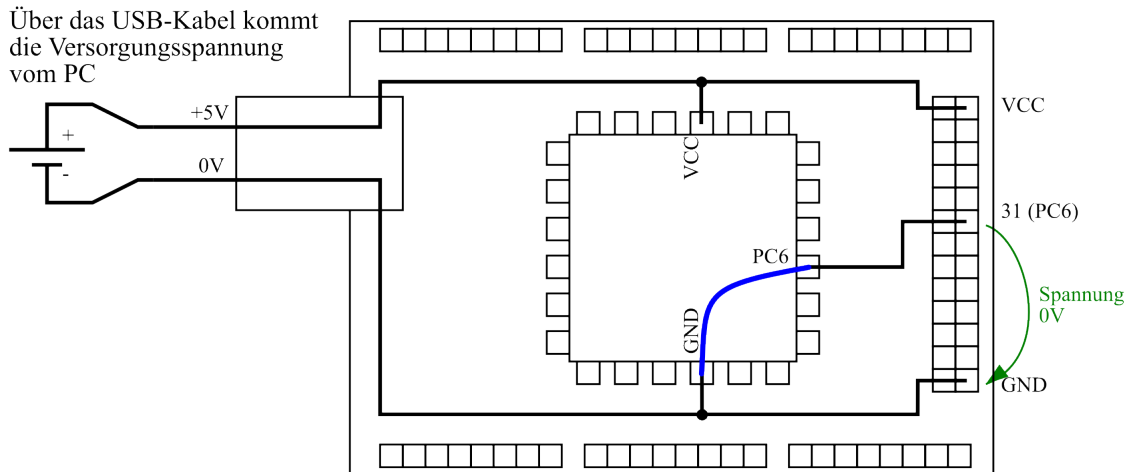 Über das USB-Kabel kommt
die Versorgungsspannung
vom PC
+5V
+
-
0V
VCC
PC6
GND
VCC
31 (PC6)
Spannung
0V
GND